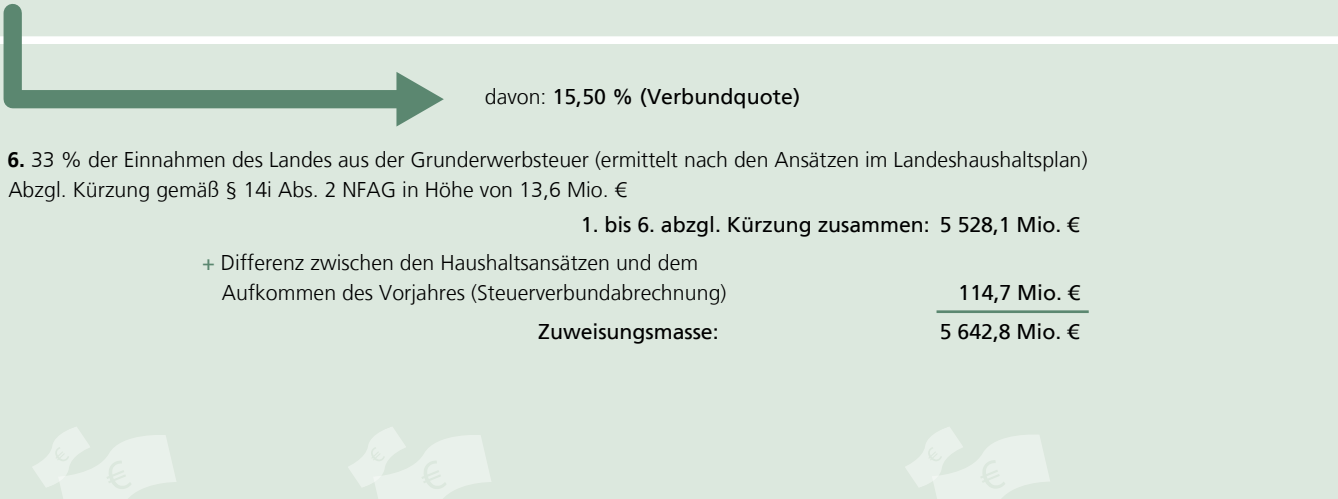 davon: 15,50 % (Verbundquote)
6. 33 % der Einnahmen des Landes aus der Grunderwerbsteuer (ermittelt nach den Ansätzen im Landeshaushaltsplan)
Abzgl. Kürzung gemäß § 14i Abs. 2 NFAG in Höhe von 13,6 Mio. €
1. bis 6. abzgl. Kürzung zusammen: 5 528,1 Mio. €
+ Differenz zwischen den Haushaltsansätzen und dem
Aufkommen des Vorjahres (Steuerverbundabrechnung) 114,7 Mio. €
Zuweisungsmasse: 5 642,8 Mio. €
€ € € € € €